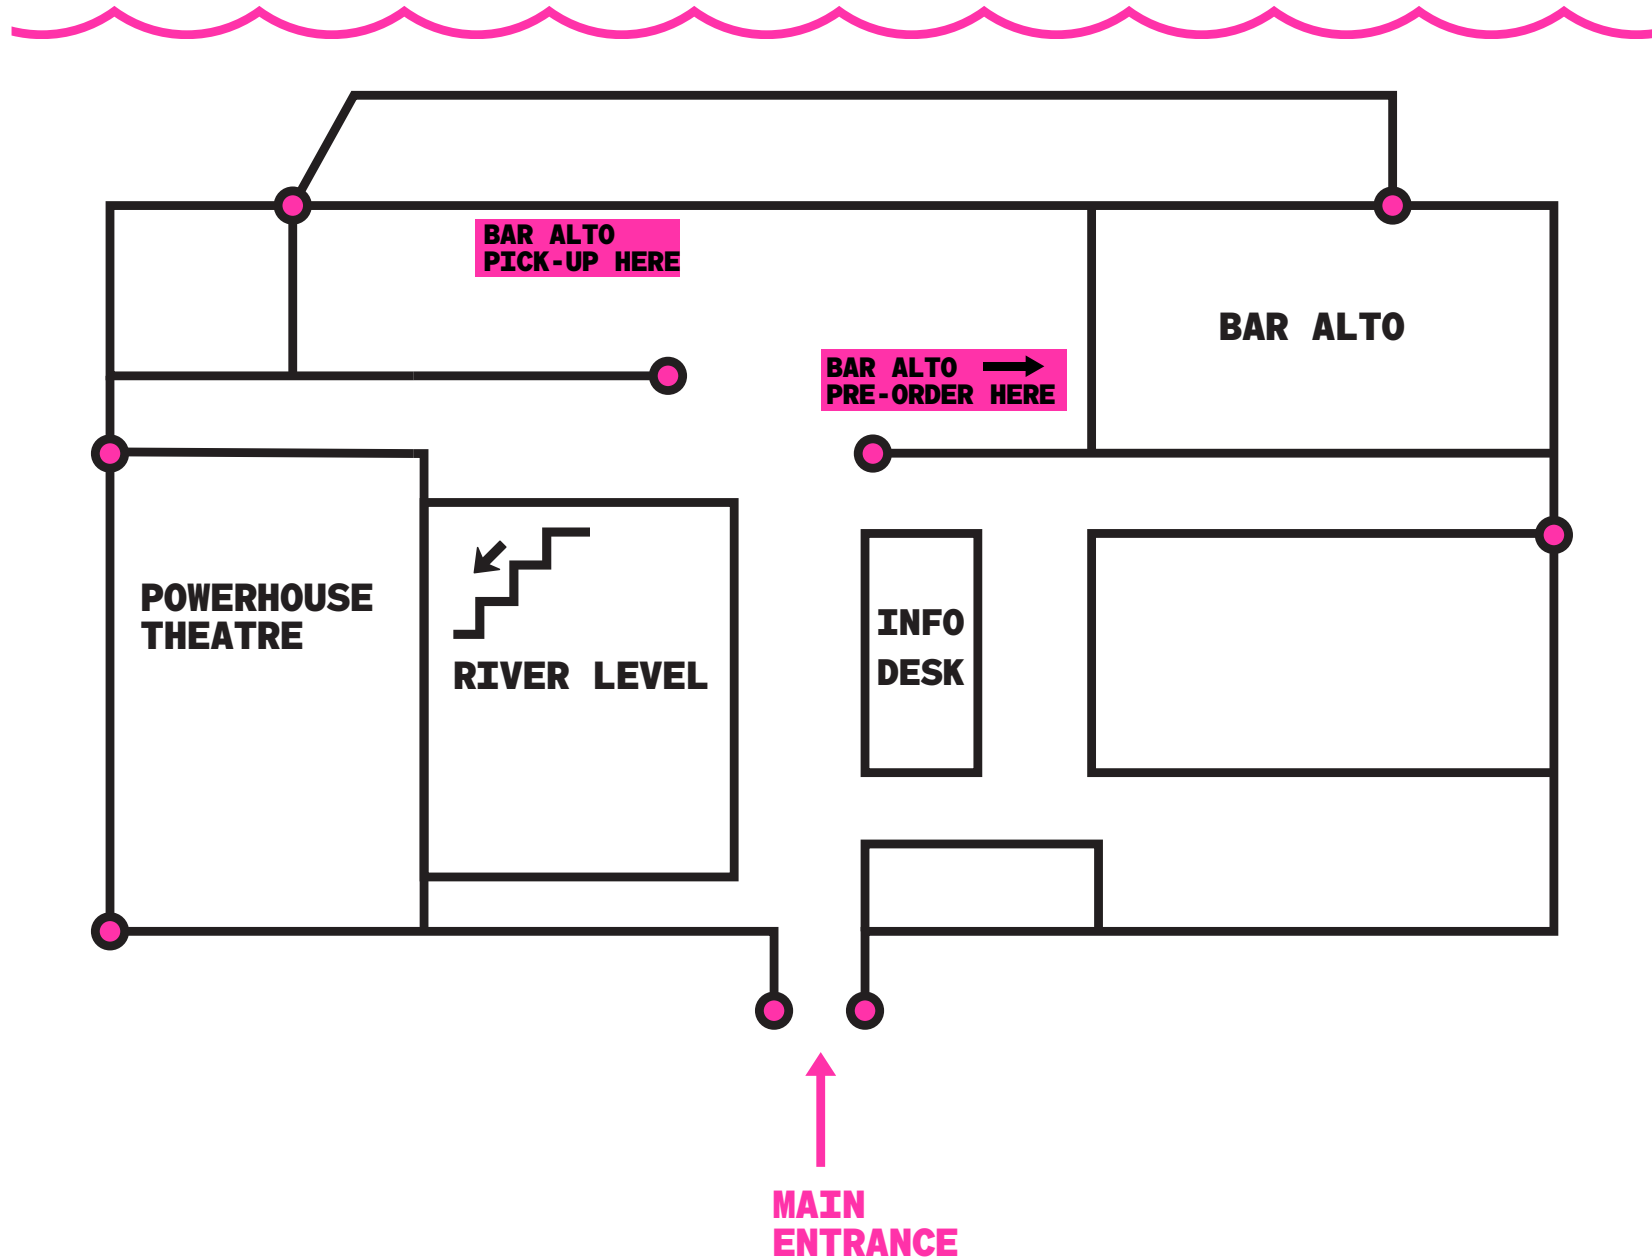 BAR ALTO
PICK-UP HERE
BAR ALTO
BAR ALTO
PRE-ORDER HERE
POWERHOUSE
THEATRE
RIVER LEVEL
INFO
DESK
MAIN
ENTRANCE